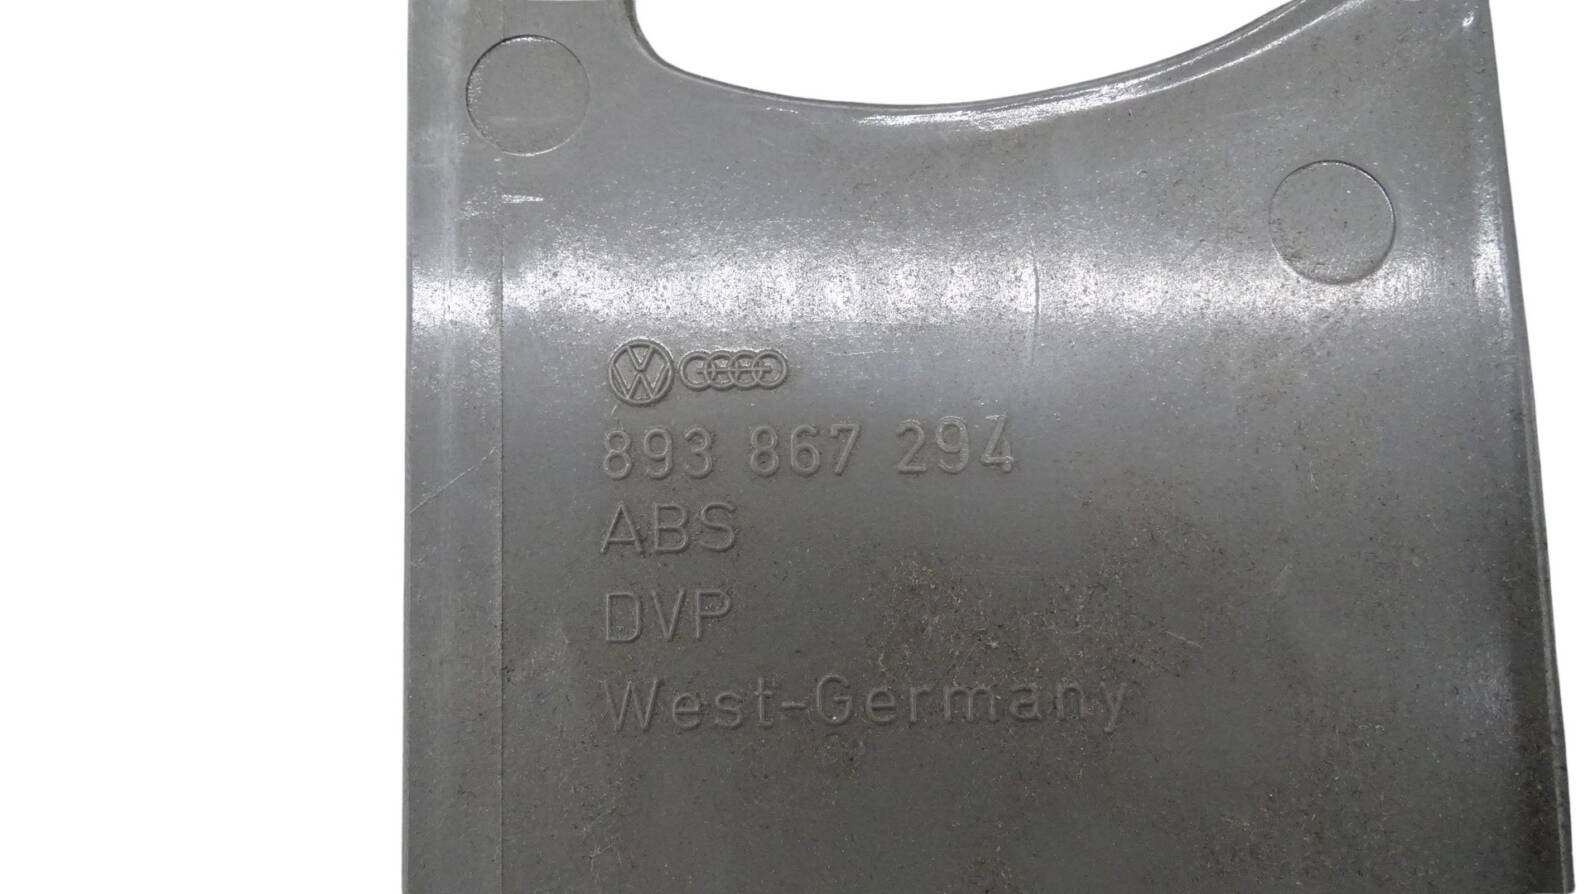 893 867 294
ABS
DVP
West-Germany